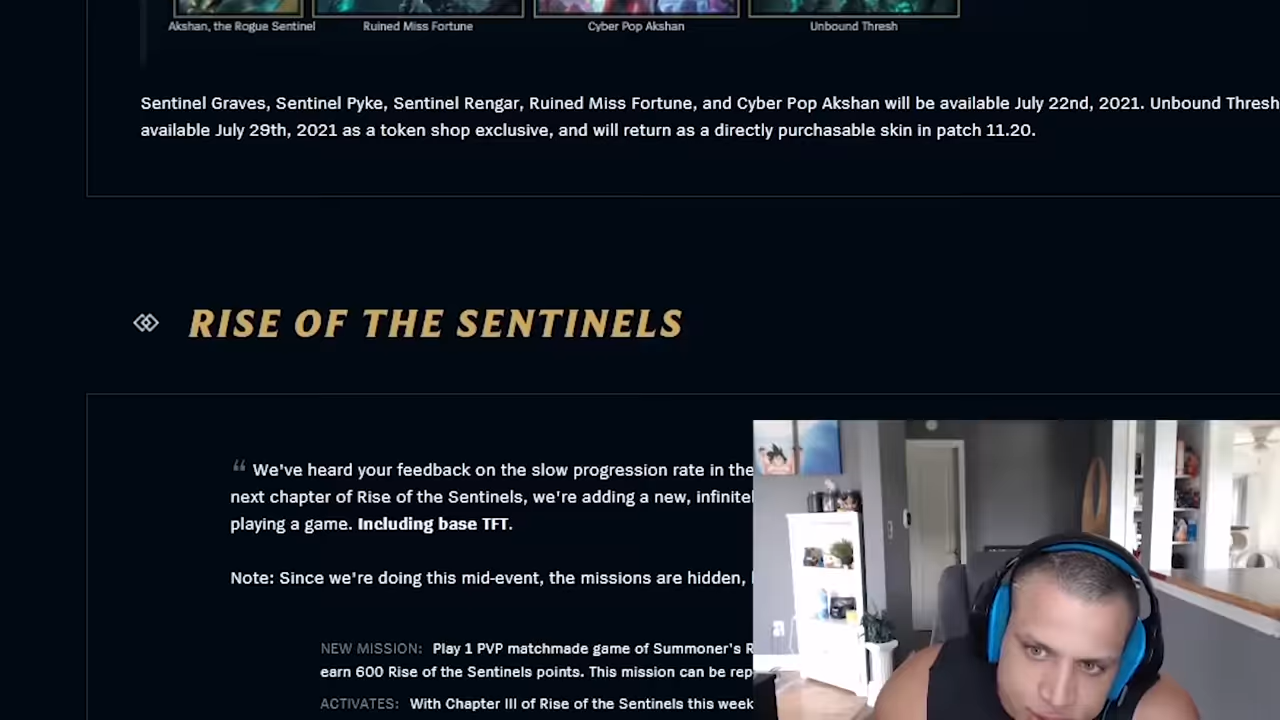 Akshan, the Rogue Sentinel Ruined Miss Fortune Cyber Pop Akshan Unbound Thresh
Sentinel Graves, Sentinel Pyke, Sentinel Rengar, Ruined Miss Fortune, and Cyber Pop Akshan will be available July 22nd, 2021. Unbound Thresh
available July 29th, 2021 as a token shop exclusive, and will return as a directly purchasable skin in patch 11.20.
RISE OF THE SENTINELS
“ We've heard your feedback on the slow progression rate in the
next chapter of Rise of the Sentinels, we're adding a new, infinitel
playing a game. Including base TFT.
Note: Since we're doing this mid-event, the missions are hidden,
NEW MISSION: Play 1 PVP matchmade game of Summoner's R
earn 600 Rise of the Sentinels points. This mission can be rep
ACTIVATES: With Chapter III of Rise of the Sentinels this week